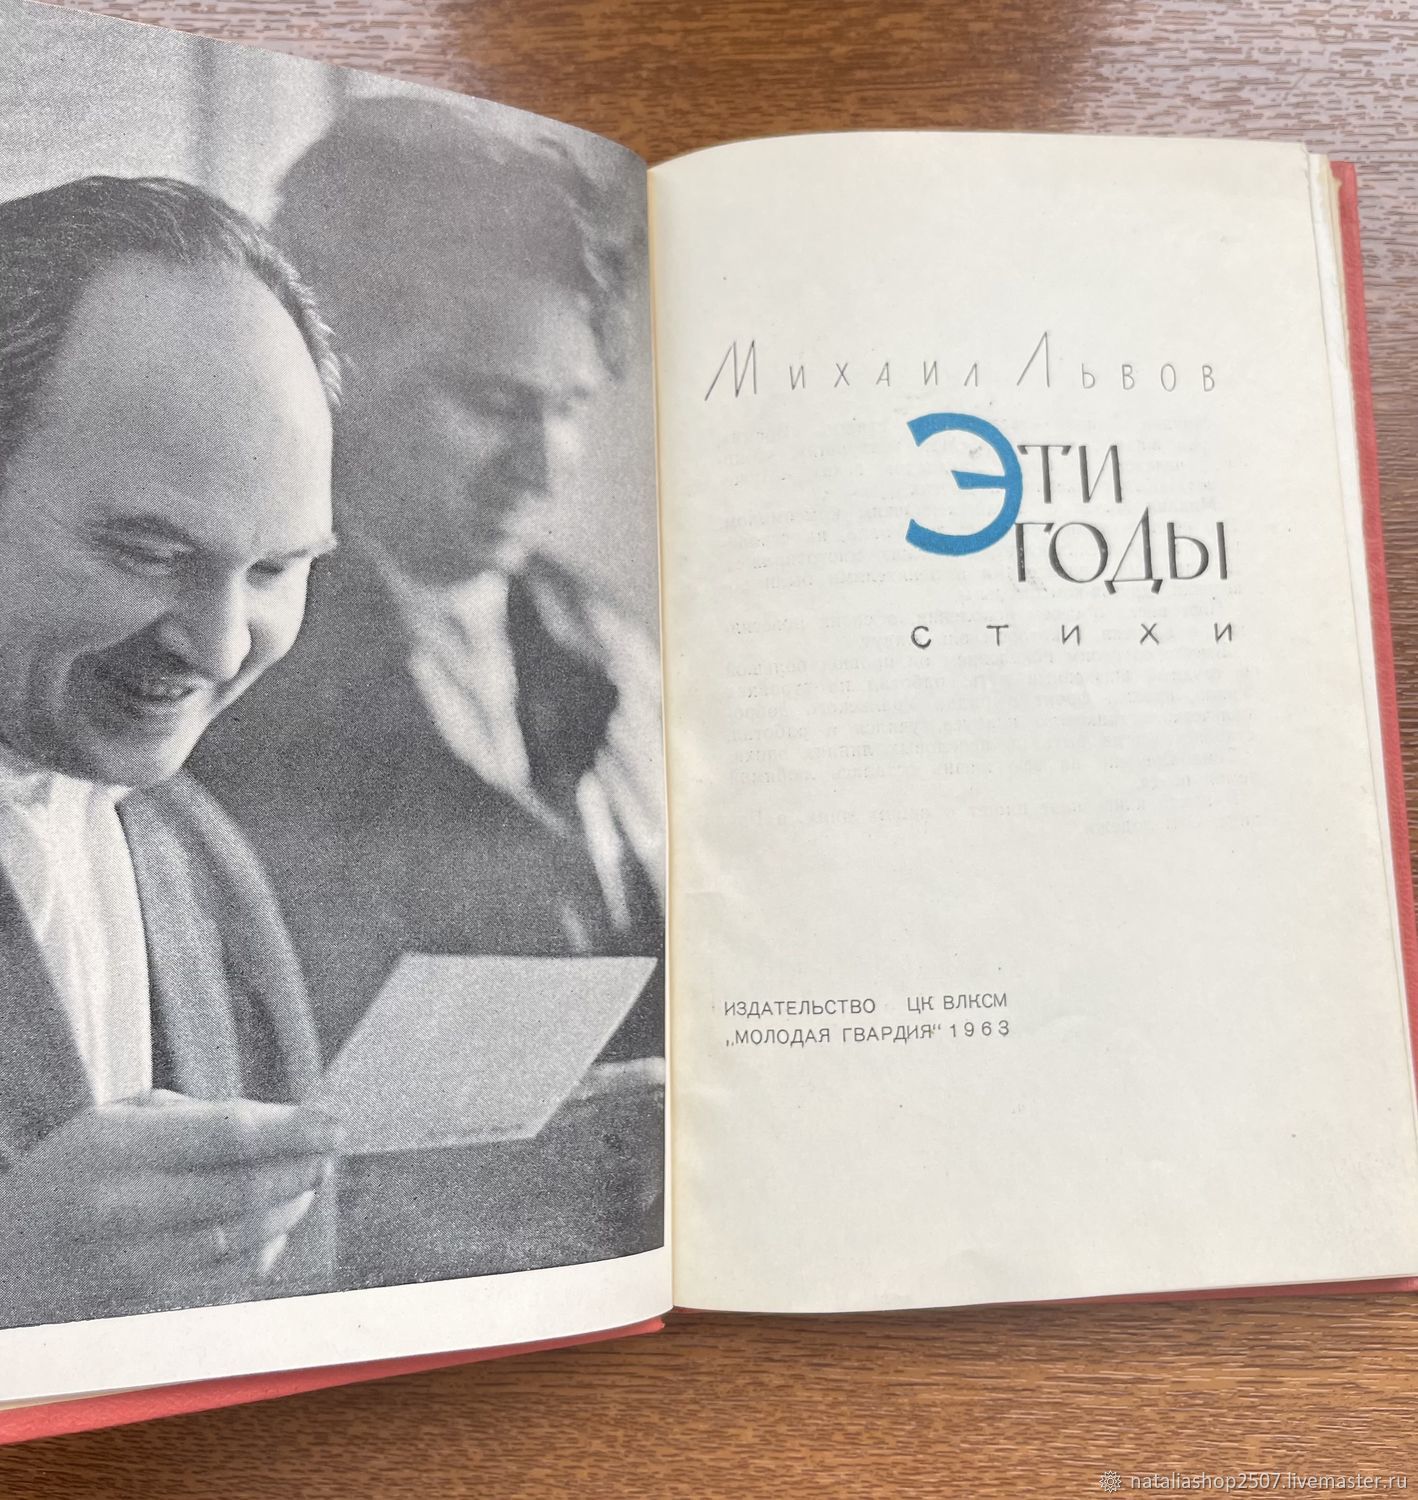 Михаил Львов
Эти
годы
стихи
ИЗДАТЕЛЬСТВО ЦК ВЛКСМ
„МОЛОДАЯ ГВАРДИЯ“ 1963
nataliashop2507.livemaster.ru